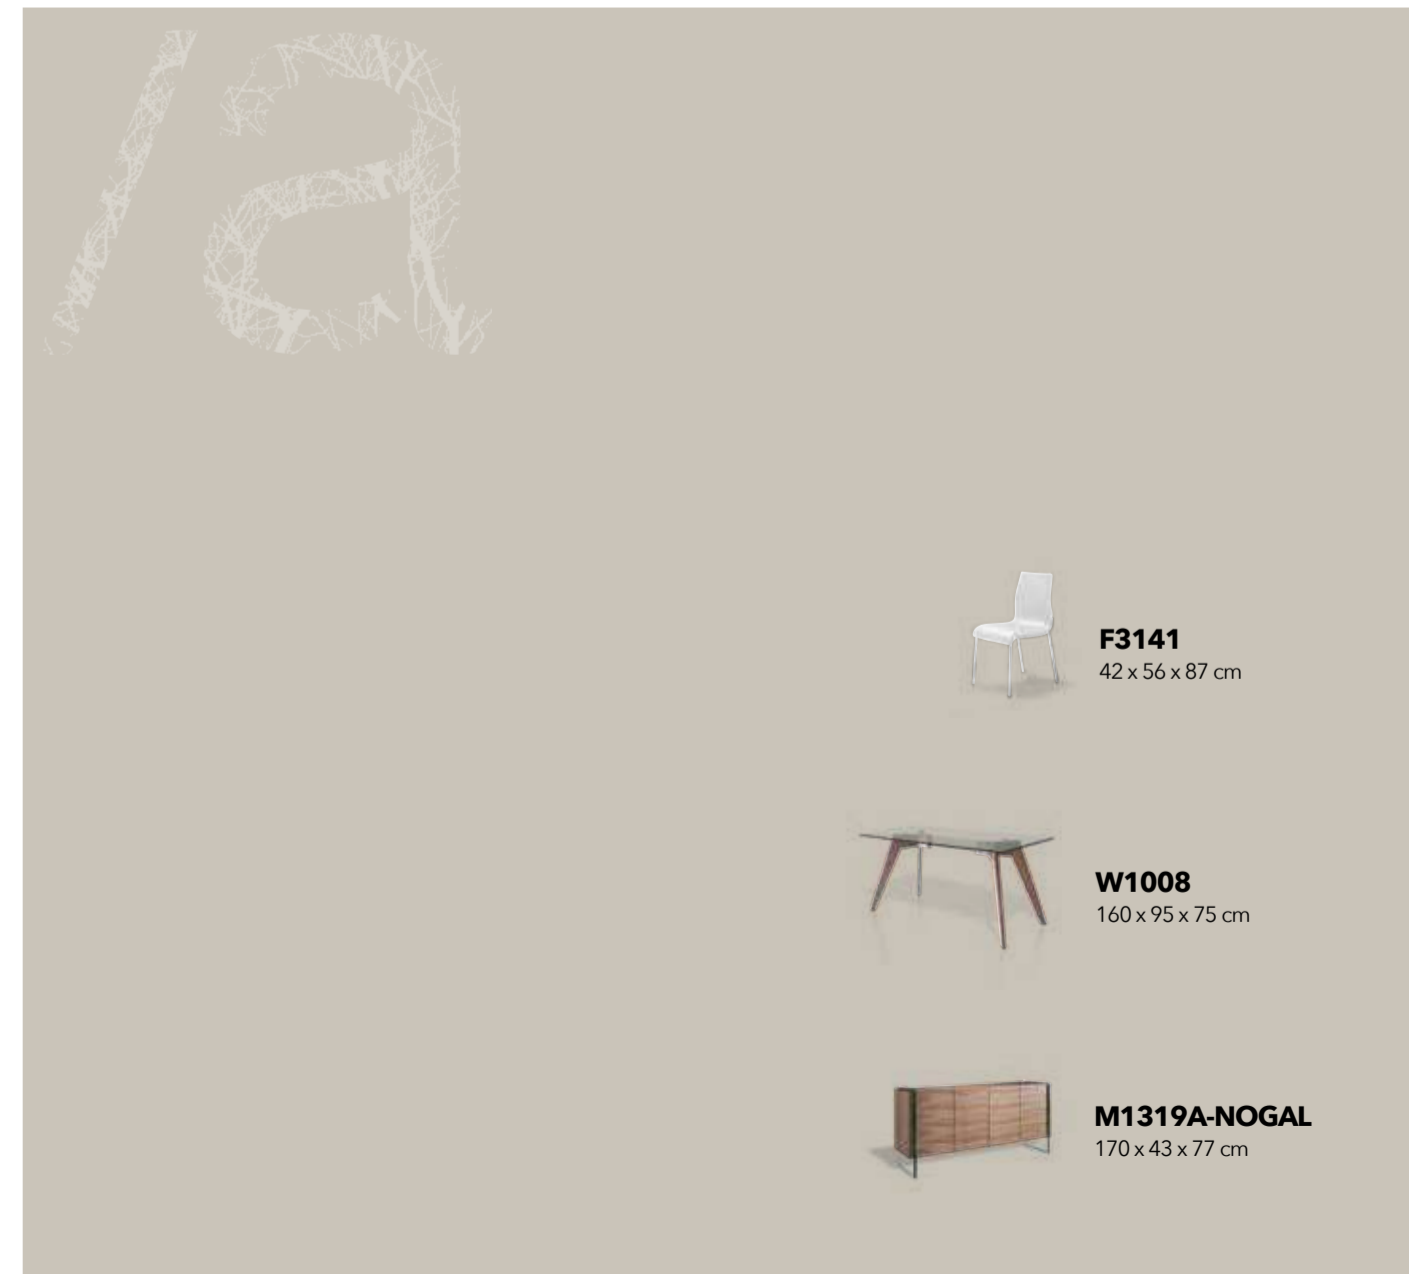 /a
F3141
42 x 56 x 87 cm
W1008
160 x 95 x 75 cm
M1319A-NOGAL
170 x 43 x 77 cm